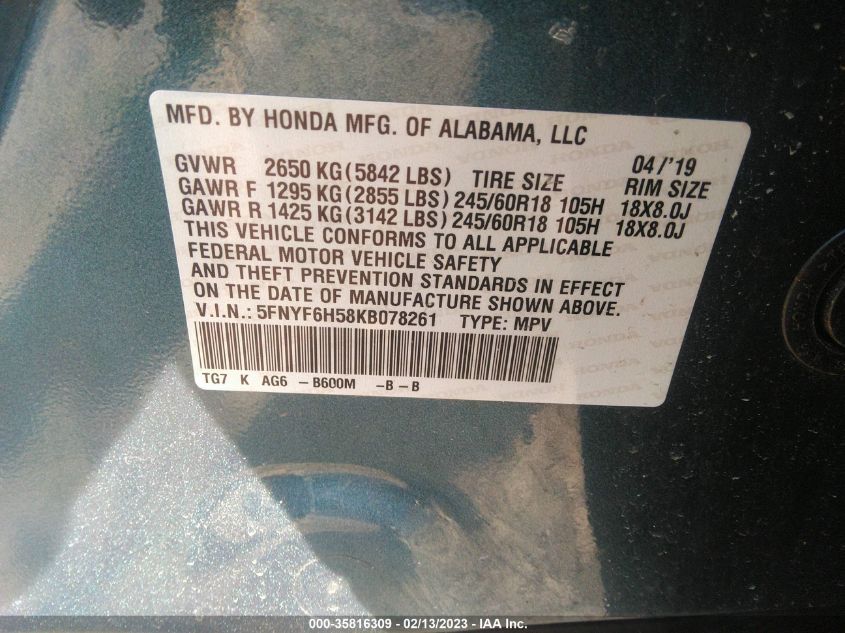 MFD. BY HONDA MFG. OF ALABAMA, LLC
GVWR 2650 KG(5842 LBS) TIRE SIZE 04/'19 RIM SIZE
GAWR F 1295 KG(2855 LBS) 245/60R18 105H 18X8.0J
GAWR R 1425 KG(3142 LBS) 245/60R18 105H 18X8.0J
THIS VEHICLE CONFORMS TO ALL APPLICABLE
FEDERAL MOTOR VEHICLE SAFETY
AND THEFT PREVENTION STANDARDS IN EFFECT
ON THE DATE OF MANUFACTURE SHOWN ABOVE.
V.I.N.: 5FNYF6H58KB078261 TYPE: MPV
TG7 K AG6 -B600M -B-B
000-35816309 - 02/13/2023 - IAA Inc.